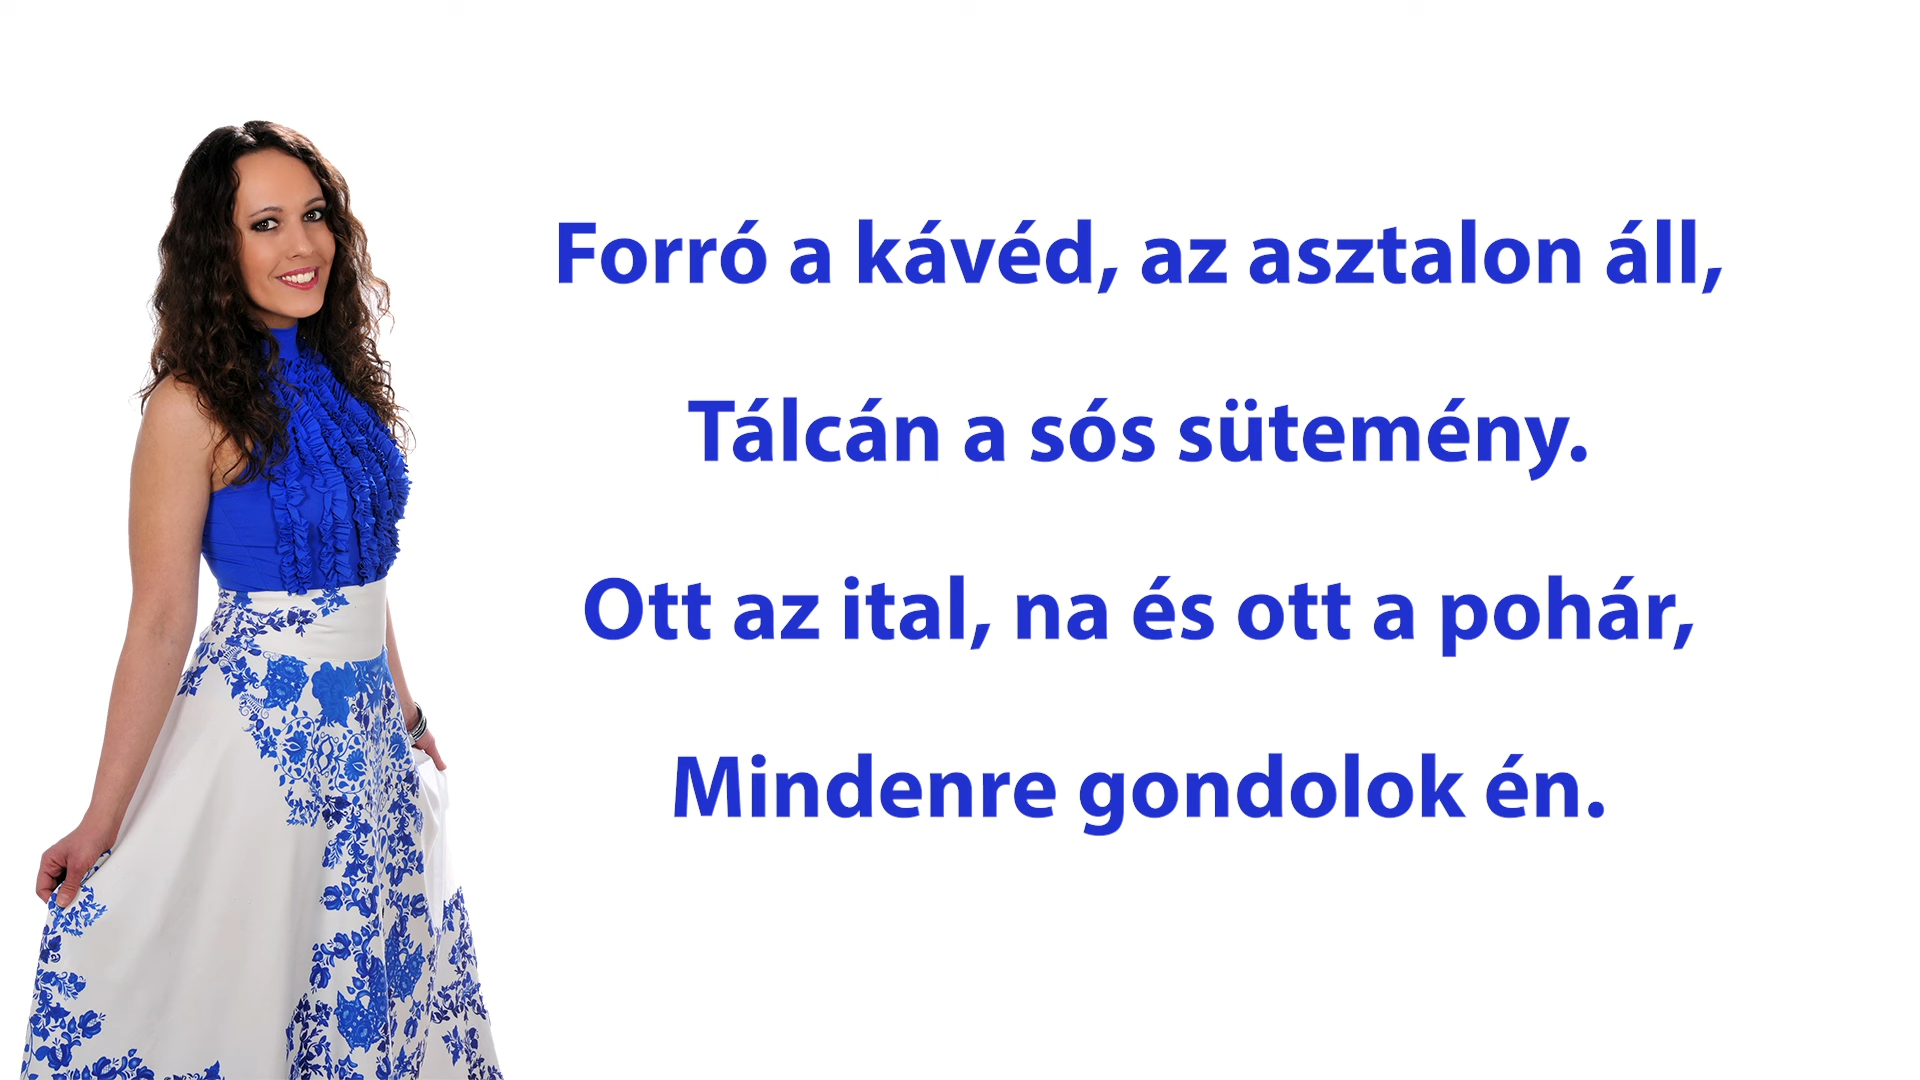 Forró a kávéd, az asztalon áll,
Tálcán a sós sütemény.
Ott az ital, na és ott a pohár,
Mindenre gondolok én.